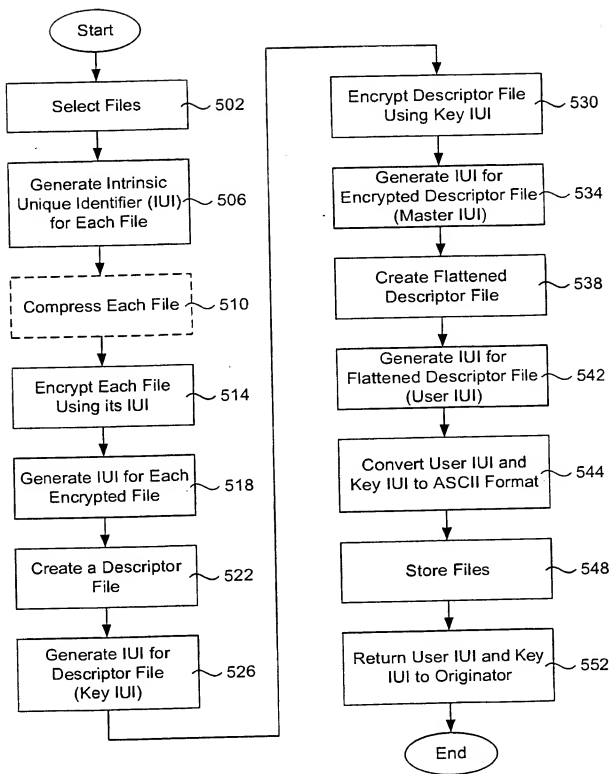 Start
Select Files
502
Generate Intrinsic
Unique Identifier (IUI)
for Each File
506
Compress Each File
510
Encrypt Each File
Using its IUI
514
Generate IUI for Each
Encrypted File
518
Create a Descriptor
File
522
Generate IUI for
Descriptor File
(Key IUI)
526
Encrypt Descriptor File
Using Key IUI
530
Generate IUI for
Encrypted Descriptor File
(Master IUI)
534
Create Flattened
Descriptor File
538
Generate IUI for
Flattened Descriptor File
(User IUI)
542
Convert User IUI and
Key IUI to ASCII Format
544
Store Files
548
Return User IUI and Key
IUI to Originator
552
End